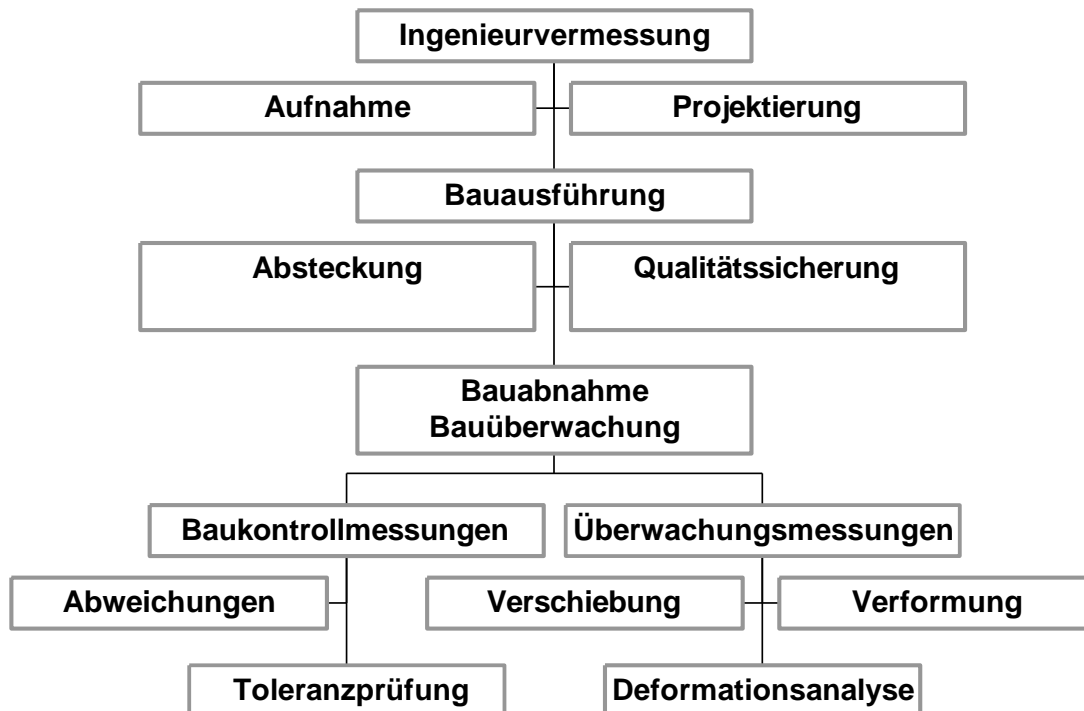 Ingenieurvermessung
Aufnahme
Projektierung
Bauausführung
Absteckung
Qualitätssicherung
Bauabnahme
Bauüberwachung
Baukontrollmessungen
Überwachungsmessungen
Abweichungen
Verschiebung
Verformung
Toleranzprüfung
Deformationsanalyse